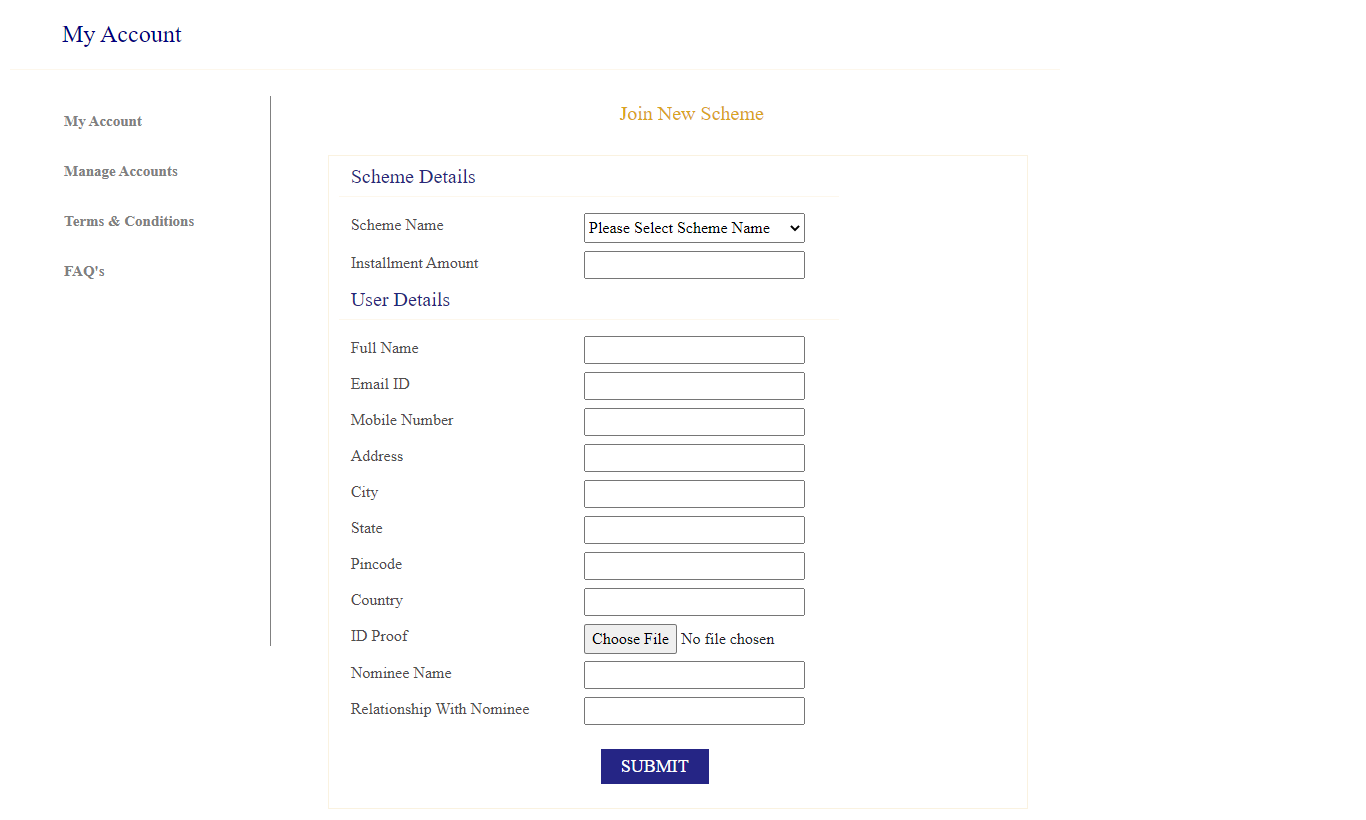 My Account
My Account
Manage Accounts
Terms & Conditions
FAQ's
Join New Scheme
Scheme Details
Scheme Name Please Select Scheme Name
Installment Amount
User Details
Full Name
Email ID
Mobile Number
Address
City
State
Pincode
Country
ID Proof Choose File No file chosen
Nominee Name
Relationship With Nominee
SUBMIT